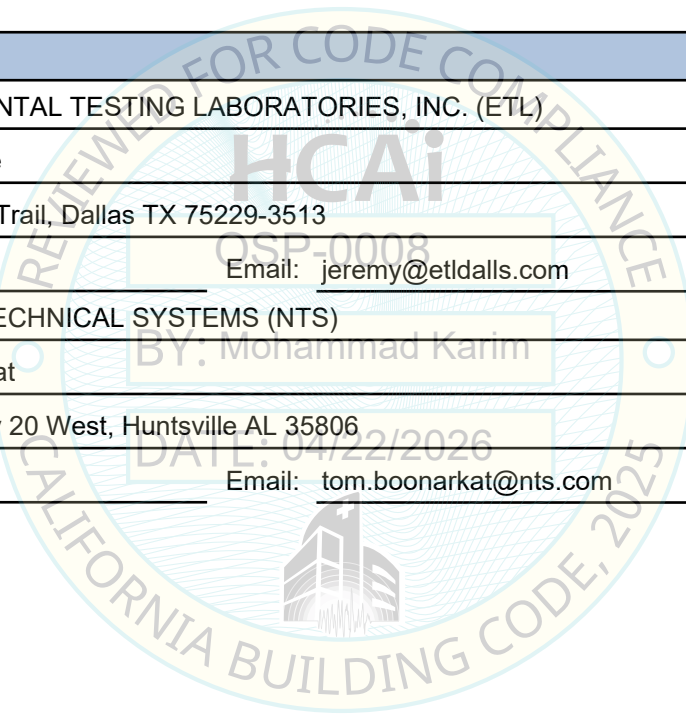 NTAL TESTING LABORATORIES, INC. (ETL)
Trail, Dallas TX 75229-3513
Email: jeremy@etldalls.com
ECHNICAL SYSTEMS (NTS)
at
20 West, Huntsville AL 35806
Email: tom.boonarkat@nts.com
REVIEWED FOR CODE COMPLIANCE
HCAi
OSP-0008
BY: Mohammad Karim
DATE: 04/22/2026
CALIFORNIA BUILDING CODE, 2025